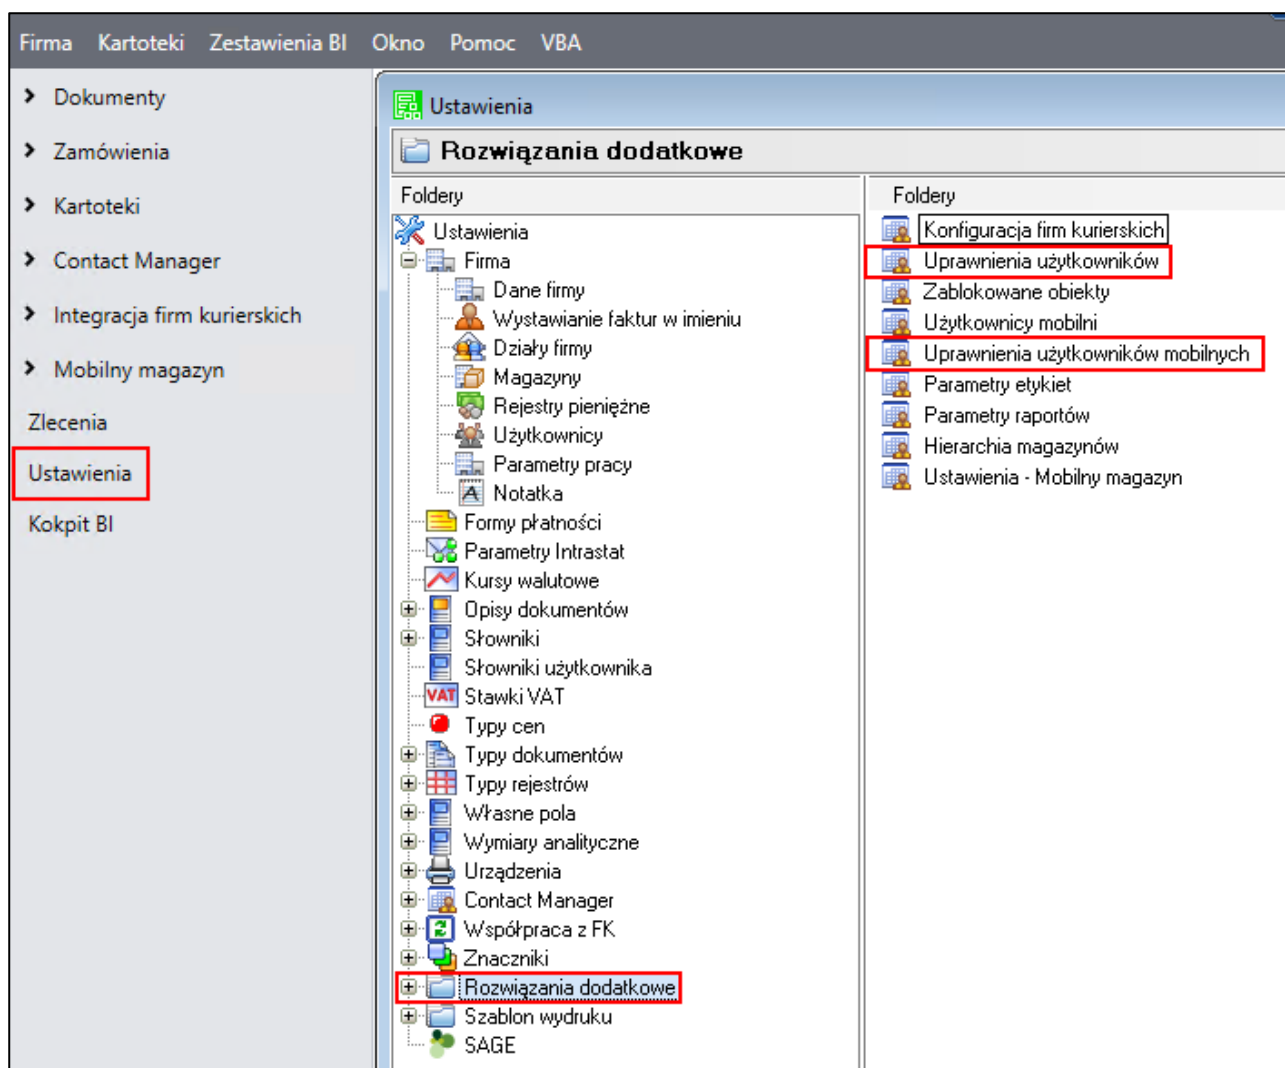 Firma Kartoteki Zestawienia BI Okno Pomoc VBA
Dokumenty
Zamówienia
Kartoteki
Contact Manager
Integracja firm kurierskich
Mobilny magazyn
Zlecenia
Ustawienia
Kokpit BI
Ustawienia
Rozwiązania dodatkowe
Foldery
Ustawienia
Firma
Dane firmy
Wystawianie faktur w imieniu
Działy firmy
Magazyny
Rejestry pieniężne
Użytkownicy
Parametry pracy
Notatka
Formy płatności
Parametry Intrastat
Kursy walutowe
Opisy dokumentów
Słowniki
Słowniki użytkownika
VAT Stawki VAT
Typy cen
Typy dokumentów
Typy rejestrów
Własne pola
Wymiary analityczne
Urządzenia
Contact Manager
Współpraca z FK
Znaczniki
Rozwiązania dodatkowe
Szablon wydruku
SAGE
Foldery
Konfiguracja firm kurierskich
Uprawnienia użytkowników
Zablokowane obiekty
Użytkownicy mobilni
Uprawnienia użytkowników mobilnych
Parametry etykiet
Parametry raportów
Hierarchia magazynów
Ustawienia - Mobilny magazyn